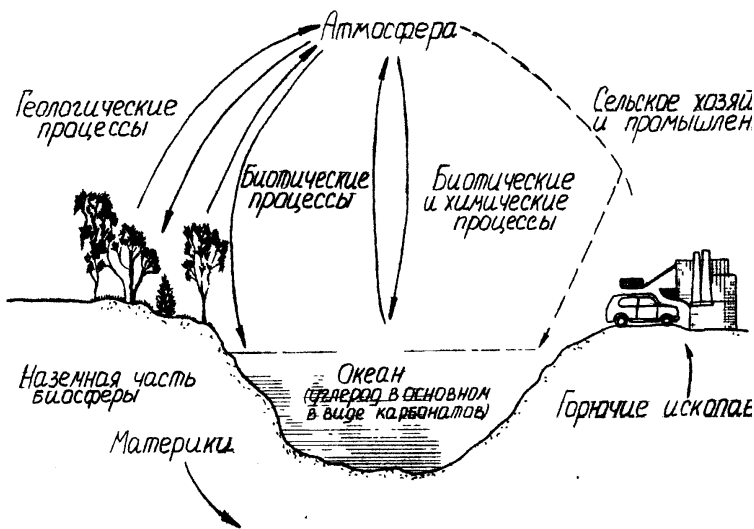 Атмосфера
Геологические
процессы
Сельское хозяй
и промышлен
Биотические
процессы
Биотические
и химические
процессы
Наземная часть
биосферы
Океан
(углерод в основном
в виде карбонатов)
Горючие ископае
Материки